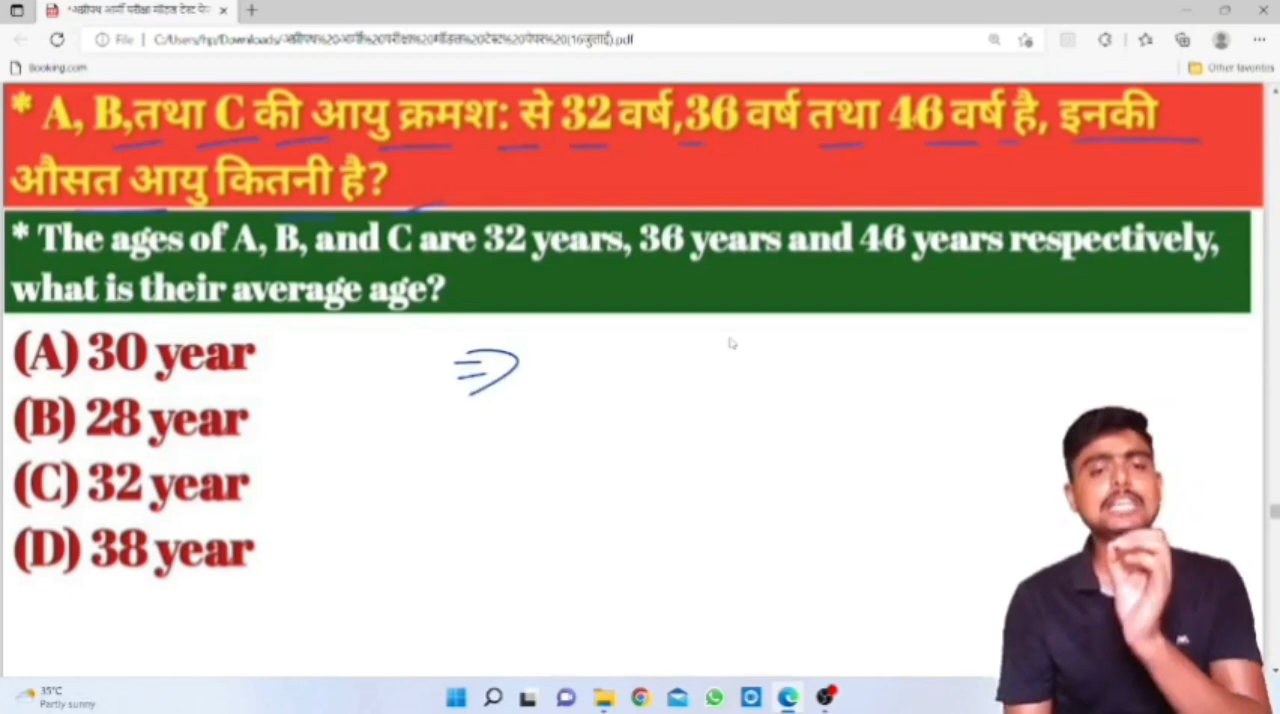 File
Booking.com
Other favorites
* A, B,तथा C की आयु क्रमश: से 32 वर्ष,36 वर्ष तथा 46 वर्ष है, इनकी
औसत आयु कितनी है?
* The ages of A, B, and C are 32 years, 36 years and 46 years respectively,
what is their average age?
(A) 30 year
(B) 28 year
(C) 32 year
(D) 38 year
35°C
Partly sunny